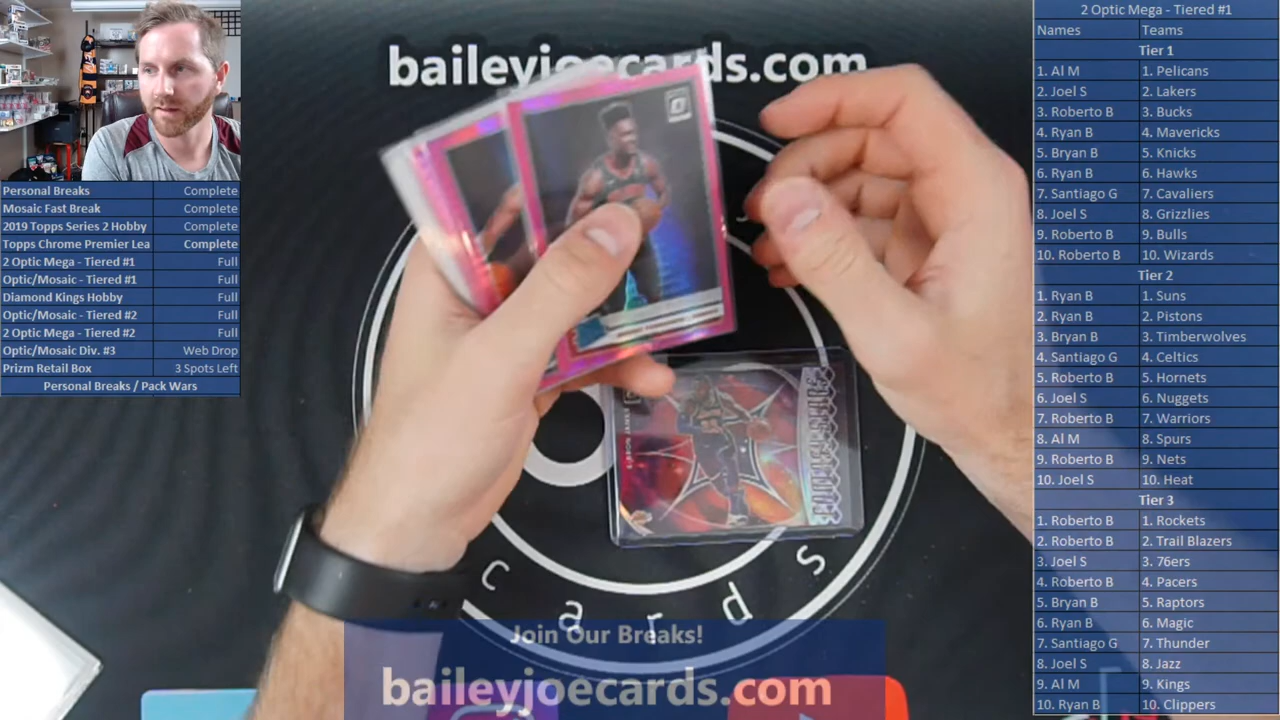 baileyjoecards.com
Personal Breaks Complete
Mosaic Fast Break Complete
2019 Topps Series 2 Hobby Complete
Topps Chrome Premier Lea Complete
2 Optic Mega - Tiered #1 Full
Optic/Mosaic - Tiered #1 Full
Diamond Kings Hobby Full
Optic/Mosaic - Tiered #2 Full
2 Optic Mega - Tiered #2 Full
Optic/Mosaic Div. #3 Web Drop
Prizm Retail Box 3 Spots Left
Personal Breaks / Pack Wars
cards
Join Our Breaks!
baileyjoecards.com
2 Optic Mega - Tiered #1
Names Teams
Tier 1
1. Al M 1. Pelicans
2. Joel S 2. Lakers
3. Roberto B 3. Bucks
4. Ryan B 4. Mavericks
5. Bryan B 5. Knicks
6. Ryan B 6. Hawks
7. Santiago G 7. Cavaliers
8. Joel S 8. Grizzlies
9. Roberto B 9. Bulls
10. Roberto B 10. Wizards
Tier 2
1. Ryan B 1. Suns
2. Ryan B 2. Pistons
3. Bryan B 3. Timberwolves
4. Santiago G 4. Celtics
5. Roberto B 5. Hornets
6. Joel S 6. Nuggets
7. Roberto B 7. Warriors
8. Al M 8. Spurs
9. Roberto B 9. Nets
10. Joel S 10. Heat
Tier 3
1. Roberto B 1. Rockets
2. Roberto B 2. Trail Blazers
3. Joel S 3. 76ers
4. Roberto B 4. Pacers
5. Bryan B 5. Raptors
6. Ryan B 6. Magic
7. Santiago G 7. Thunder
8. Joel S 8. Jazz
9. Al M 9. Kings
10. Ryan B 10. Clippers